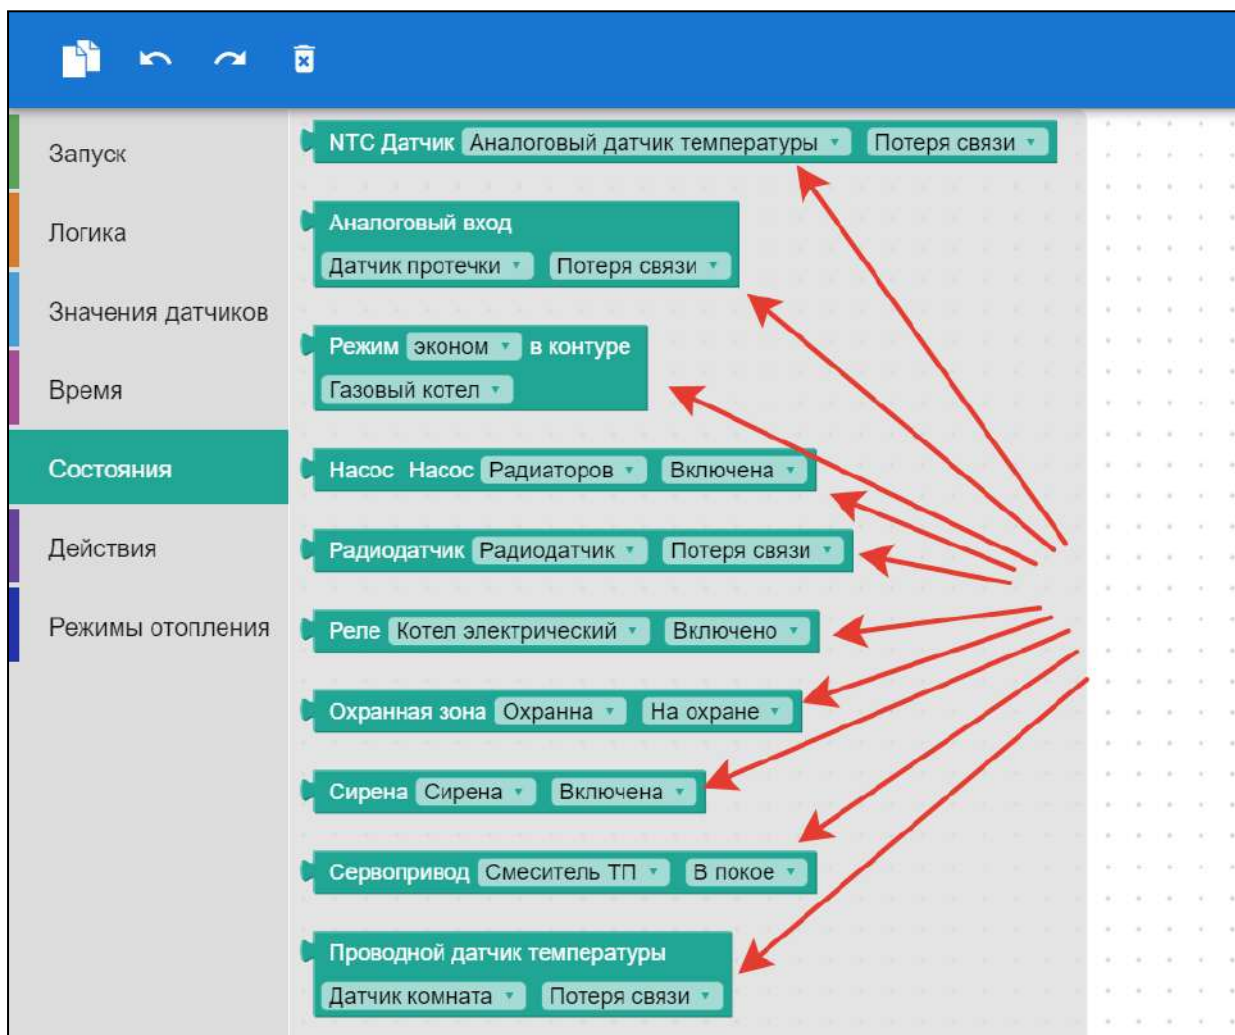 Запуск
Логика
Значения датчиков
Время
Состояния
Действия
Режимы отопления
NTC Датчик Аналоговый датчик температуры Потеря связи
Аналоговый вход
Датчик протечки Потеря связи
Режим эконом в контуре
Газовый котел
Насос Насос Радиаторов Включена
Радиодатчик Радиодатчик Потеря связи
Реле Котел электрический Включено
Охранная зона Охранна На охране
Сирена Сирена Включена
Сервопривод Смеситель ТП В покое
Проводной датчик температуры
Датчик комната Потеря связи